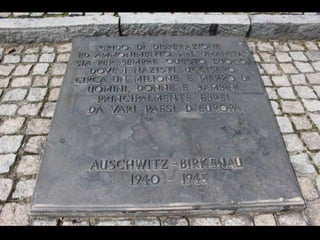 GRIDO DI DISPERAZIONE
ED AMMONIMENTO ALL'UMANITÀ
SIA PER SEMPRE QUESTO LUOGO
DOVE I NAZISTI UCCISERO
CIRCA UN MILIONE E MEZZO DI
UOMINI, DONNE E BAMBINI,
PRINCIPALMENTE EBREI,
DA VARI PAESI D'EUROPA
AUSCHWITZ - BIRKENAU
1940 - 1945